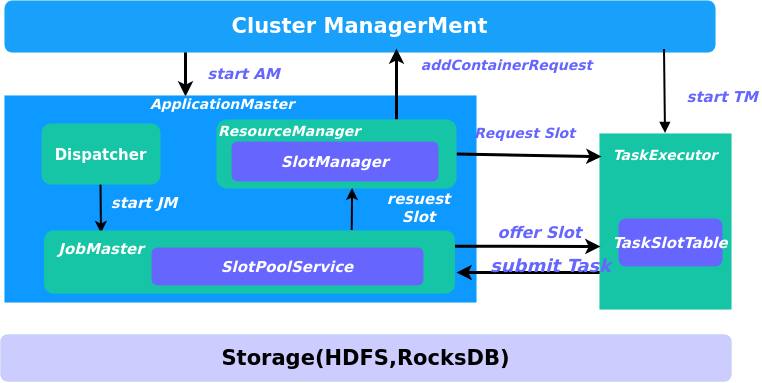 Cluster ManagerMent
start AM
addContainerRequest
start TM
ApplicationMaster
ResourceManager
Request Slot
Dispatcher
SlotManager
TaskExecutor
start JM
resuest
Slot
offer Slot
JobMaster
TaskSlotTable
SlotPoolService
submit Task
Storage(HDFS,RocksDB)